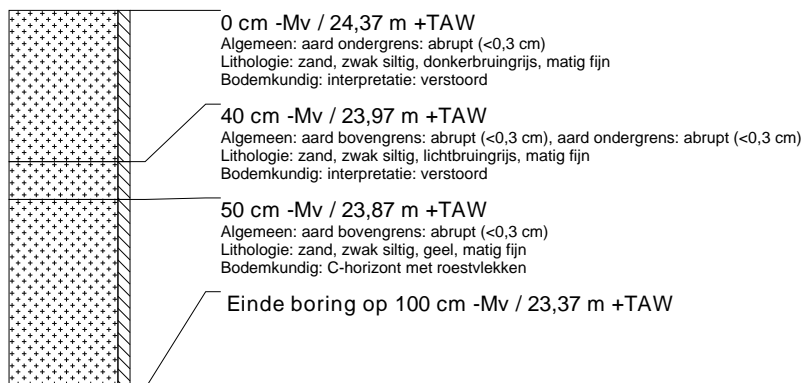 0 cm -Mv / 24,37 m +TAW
Algemeen: aard ondergrens: abrupt (<0,3 cm)
Lithologie: zand, zwak siltig, donkerbruingrijs, matig fijn
Bodemkundig: interpretatie: verstoord
40 cm -Mv / 23,97 m +TAW
Algemeen: aard bovengrens: abrupt (<0,3 cm), aard ondergrens: abrupt (<0,3 cm)
Lithologie: zand, zwak siltig, lichtbruingrijs, matig fijn
Bodemkundig: interpretatie: verstoord
50 cm -Mv / 23,87 m +TAW
Algemeen: aard bovengrens: abrupt (<0,3 cm)
Lithologie: zand, zwak siltig, geel, matig fijn
Bodemkundig: C-horizont met roestvlekken
Einde boring op 100 cm -Mv / 23,37 m +TAW